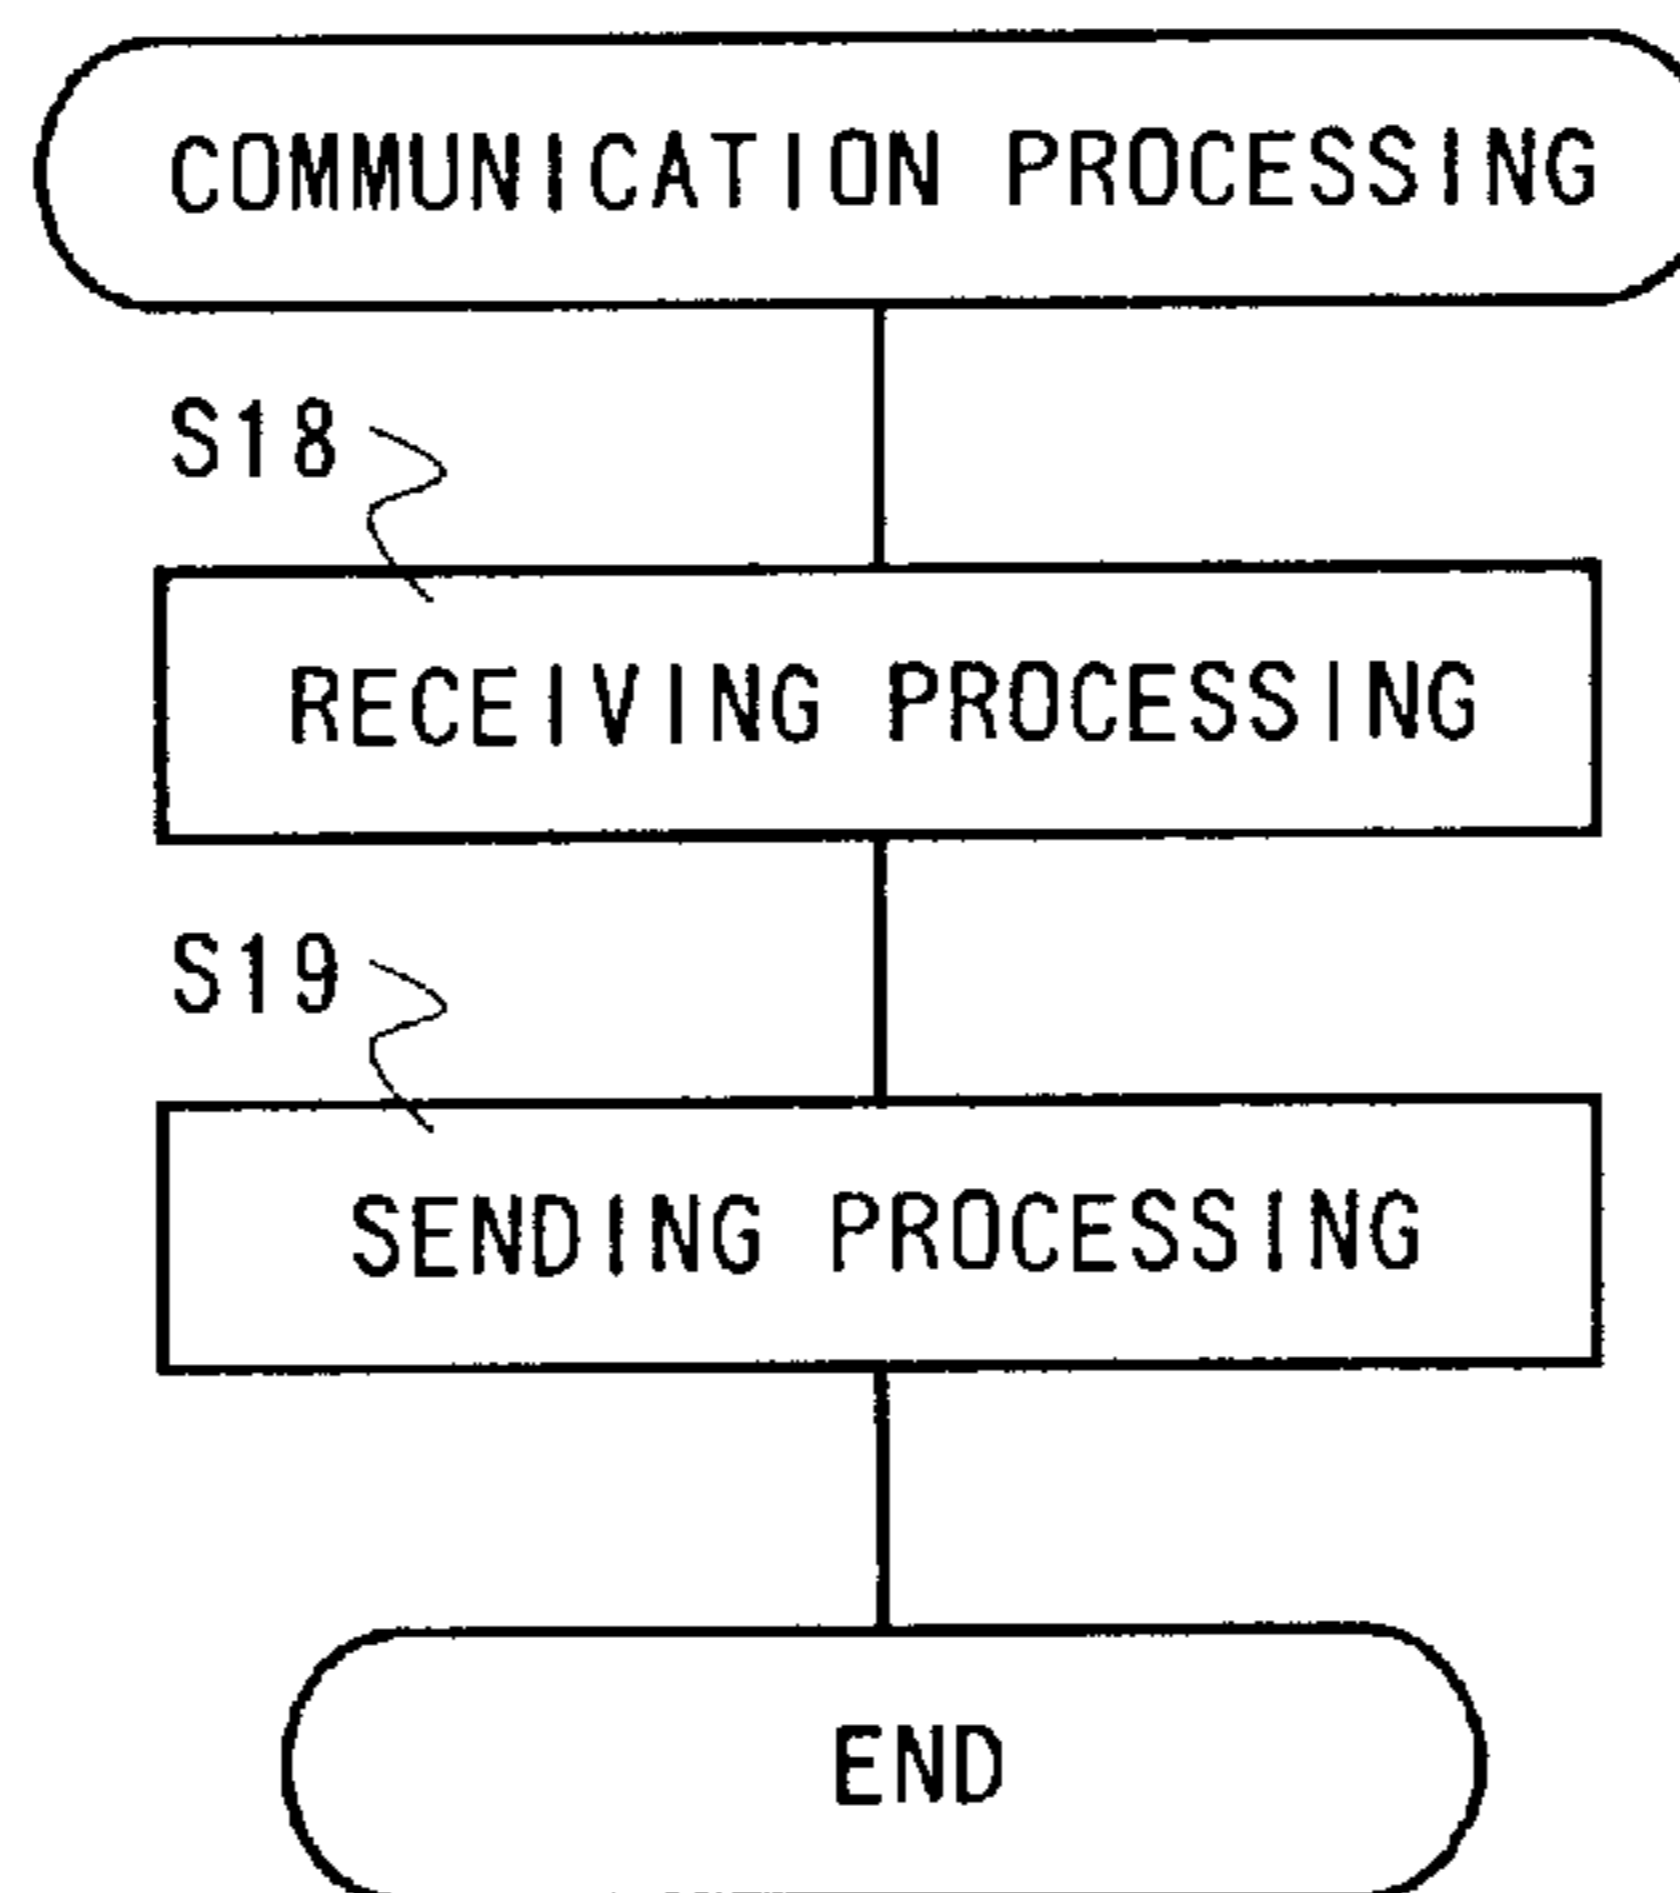 COMMUNICATION PROCESSING
S18
RECEIVING PROCESSING
S19
SENDING PROCESSING
END